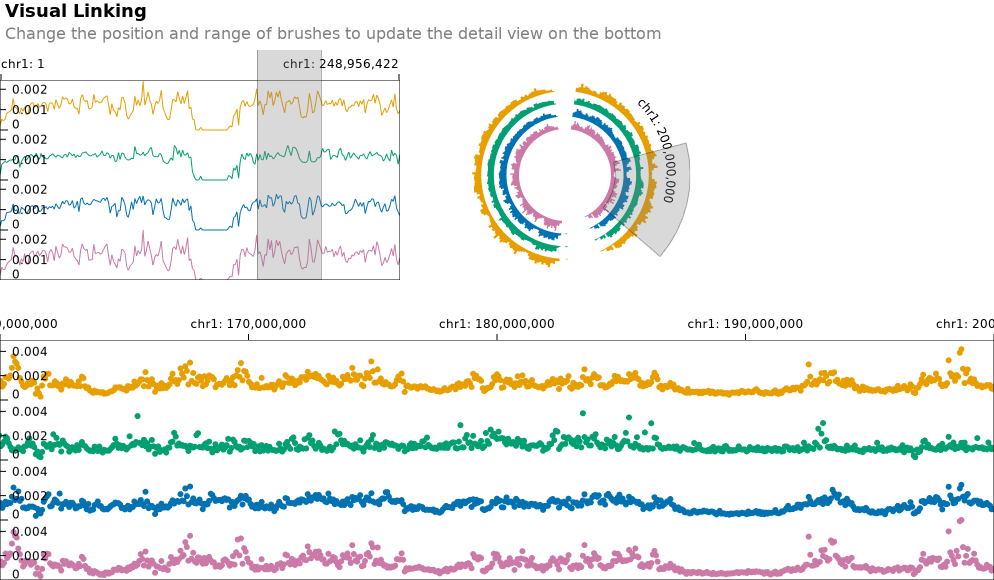 Visual Linking
Change the position and range of brushes to update the detail view on the bottom
chr1: 1
chr1: 248,956,422
0.002
0.001
0
0.002
0.001
0
0.002
0.001
0
0.002
0.001
0
chr1: 200,000,000
0,000,000
chr1: 170,000,000
chr1: 180,000,000
chr1: 190,000,000
chr1: 200
0.004
0.002
0
0.004
0.002
0
0.004
0.002
0
0.004
0.002
0